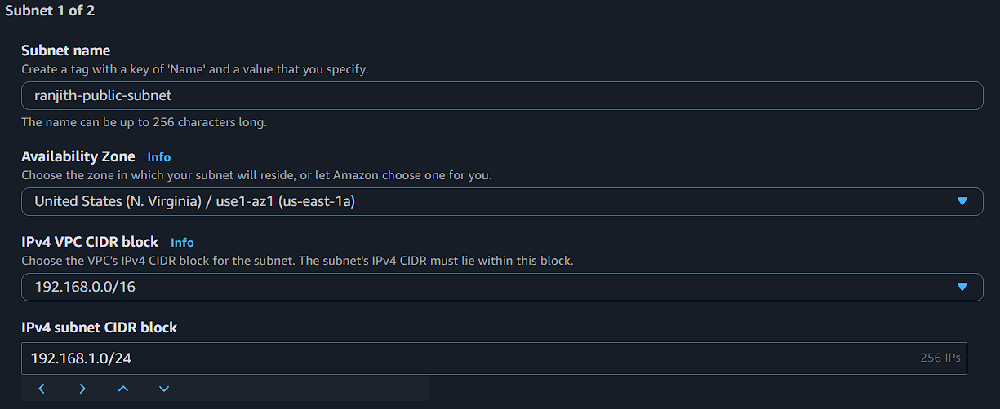 Subnet 1 of 2
Subnet name
Create a tag with a key of 'Name' and a value that you specify.
ranjith-public-subnet
The name can be up to 256 characters long.
Availability Zone Info
Choose the zone in which your subnet will reside, or let Amazon choose one for you.
United States (N. Virginia) / use1-az1 (us-east-1a)
IPv4 VPC CIDR block Info
Choose the VPC's IPv4 CIDR block for the subnet. The subnet's IPv4 CIDR must lie within this block.
192.168.0.0/16
IPv4 subnet CIDR block
192.168.1.0/24 256 IPs